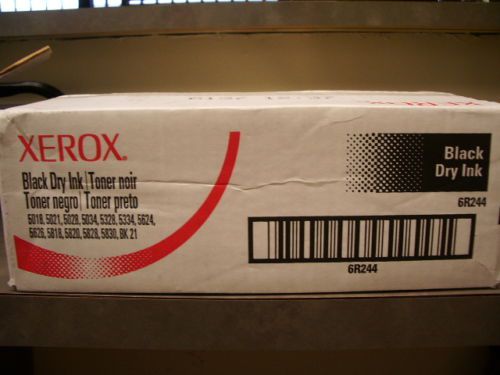 XEROX®
Black Dry Ink | Toner noir
Toner negro | Toner preto
5018, 5021, 5028, 5034, 5328, 5334, 5624,
5626, 5818, 5820, 5828, 5830, BK 21
Black
Dry Ink
6R244
6R244